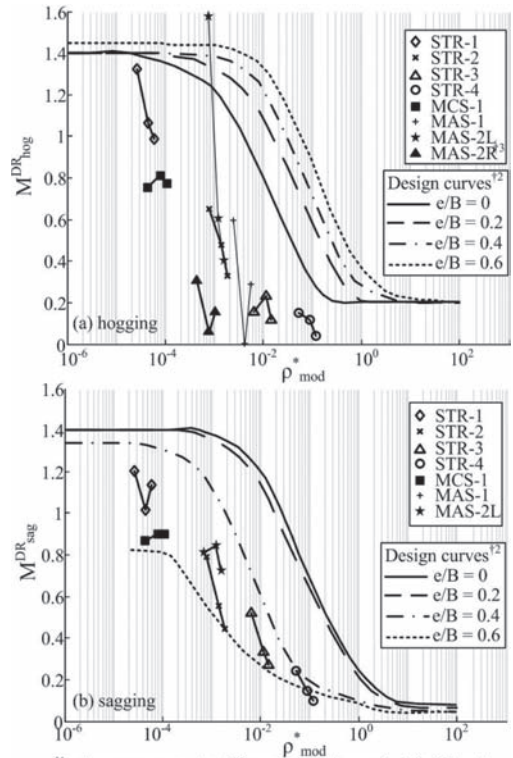 1.6
1.4
1.2
1
0.8
0.6
0.4
0.2
0
M^DR_hog
STR-1
STR-2
STR-3
STR-4
MCS-1
MAS-1
MAS-2L
MAS-2R†3
Design curves†2
e/B = 0
e/B = 0.2
e/B = 0.4
e/B = 0.6
(a) hogging
10^-6 10^-4 10^-2 10^0 10^2
ρ*_mod
1.6
1.4
1.2
1
0.8
0.6
0.4
0.2
0
M^DR_sag
STR-1
STR-2
STR-3
STR-4
MCS-1
MAS-1
MAS-2L
Design curves†2
e/B = 0
e/B = 0.2
e/B = 0.4
e/B = 0.6
(b) sagging
10^-6 10^-4 10^-2 10^0 10^2
ρ*_mod